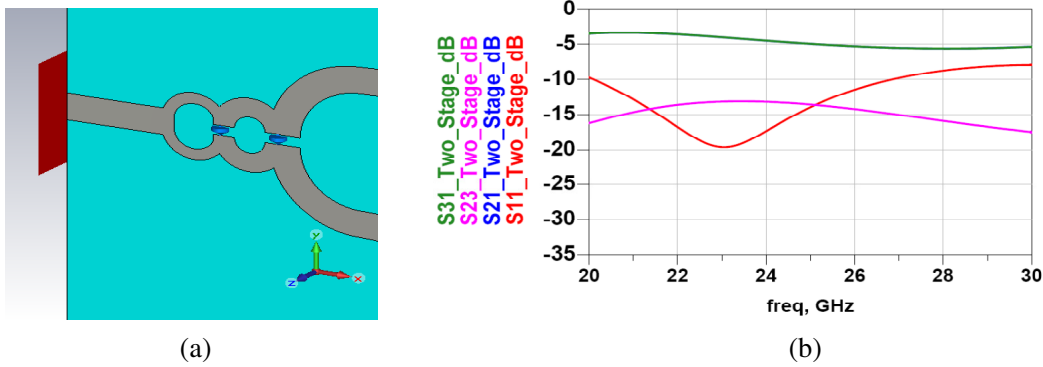 Y
X
Z
(a)
S31_Two_Stage_dB
S23_Two_Stage_dB
S21_Two_Stage_dB
S11_Two_Stage_dB
0
-5
-10
-15
-20
-25
-30
-35
20 22 24 26 28 30
freq, GHz
(b)